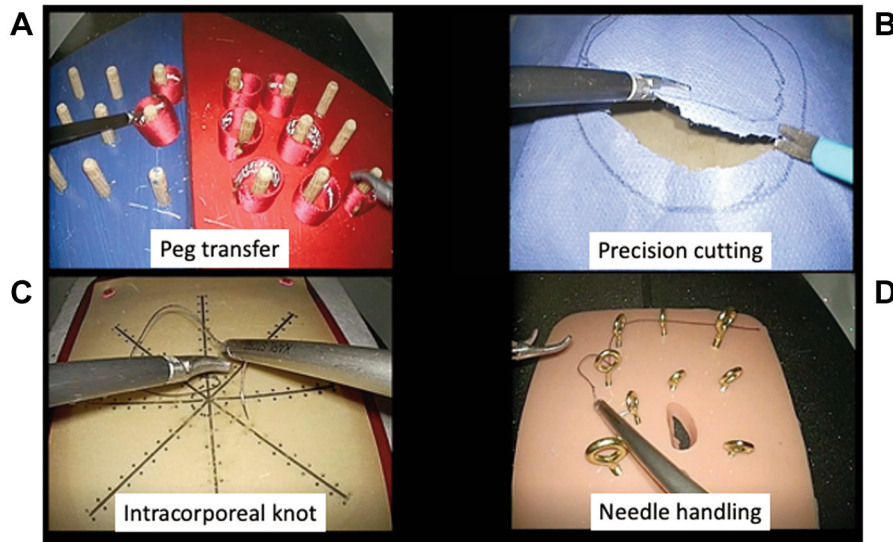 A
B
Peg transfer
Precision cutting
C
D
Intracorporeal knot
Needle handling